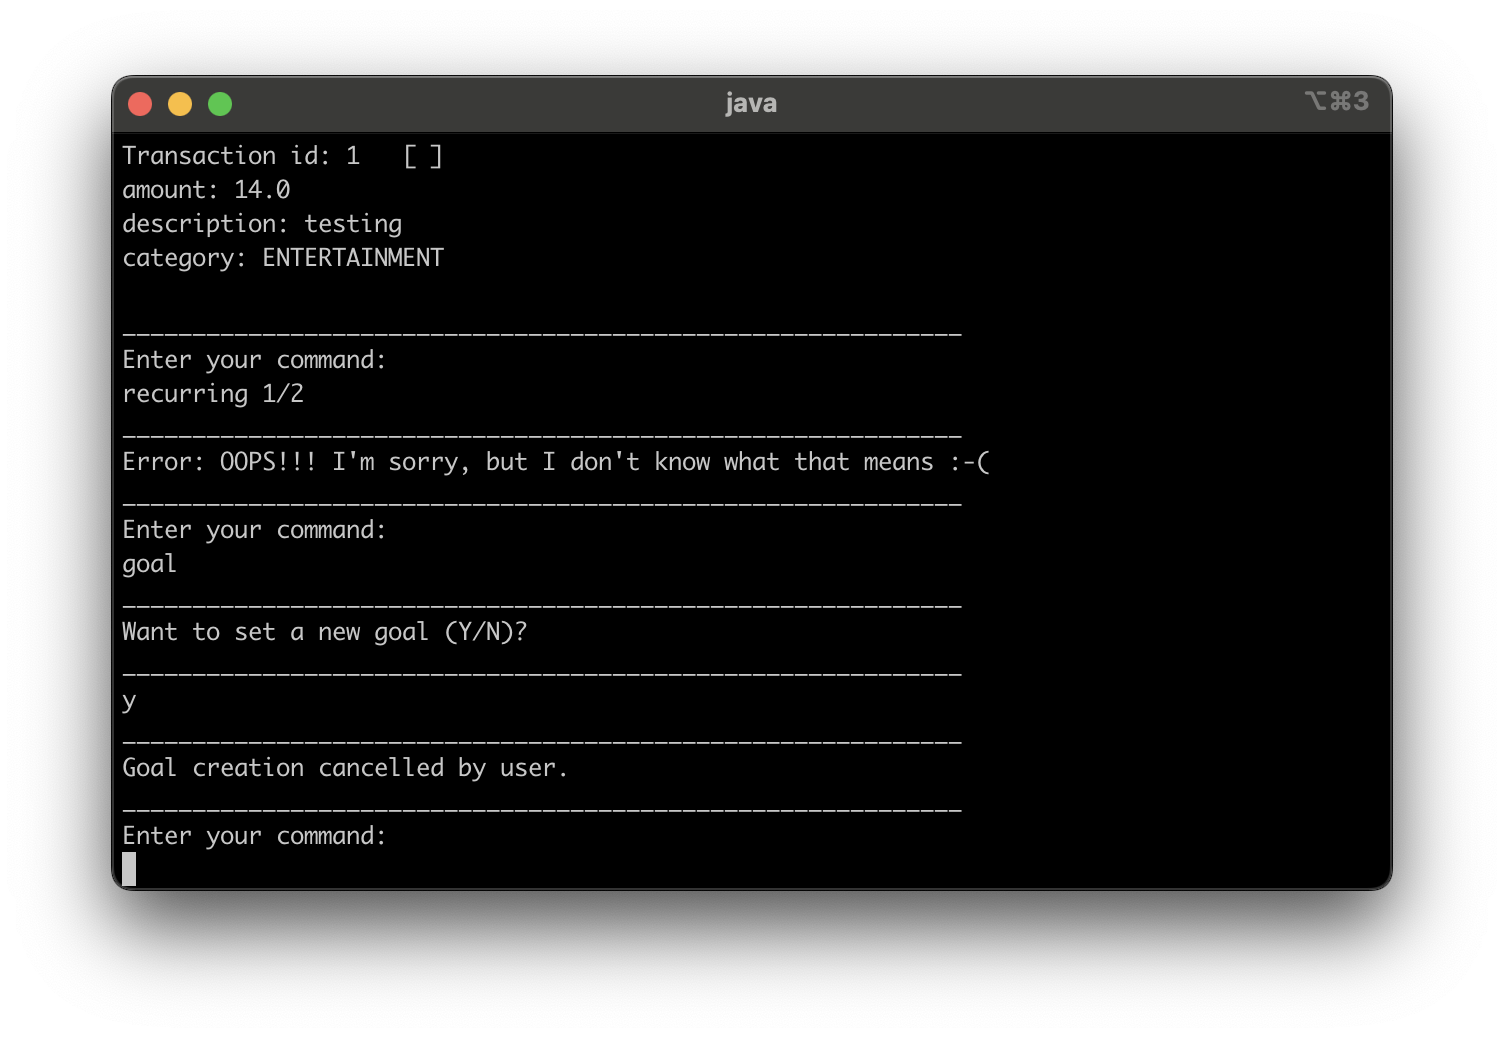 java
⌥⌘3
Transaction id: 1   [ ]
amount: 14.0
description: testing
category: ENTERTAINMENT
____________________________________________________________
Enter your command:
recurring 1/2
____________________________________________________________
Error: OOPS!!! I'm sorry, but I don't know what that means :-(
____________________________________________________________
Enter your command:
goal
____________________________________________________________
Want to set a new goal (Y/N)?
____________________________________________________________
y
____________________________________________________________
Goal creation cancelled by user.
____________________________________________________________
Enter your command: